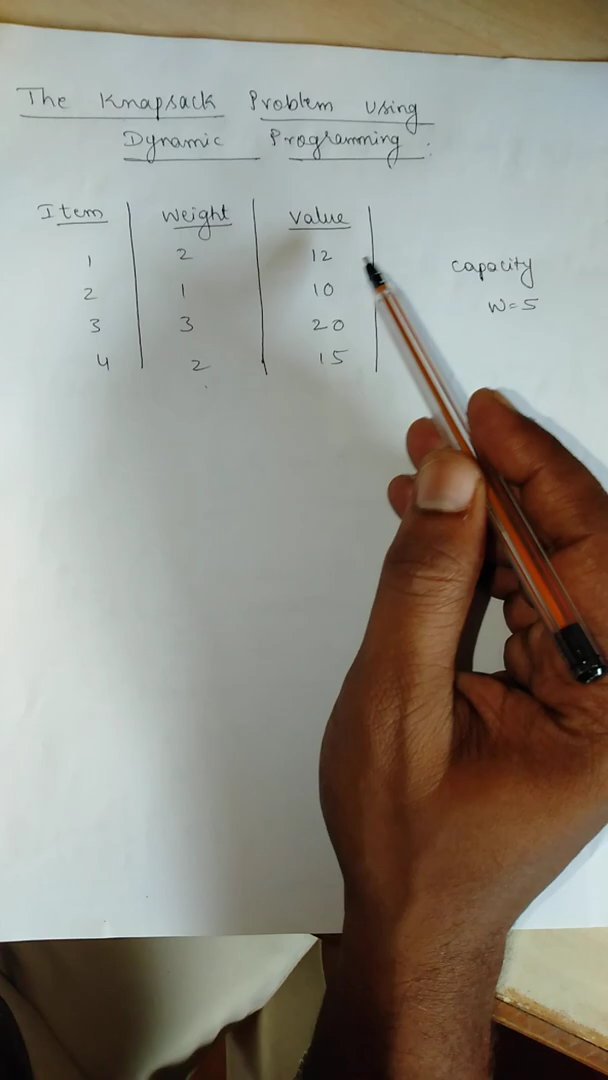 The Knapsack Problem using
Dynamic Programming:
Item weight value
1 2 12
2 1 10
3 3 20
4 2 15
capacity
W=5